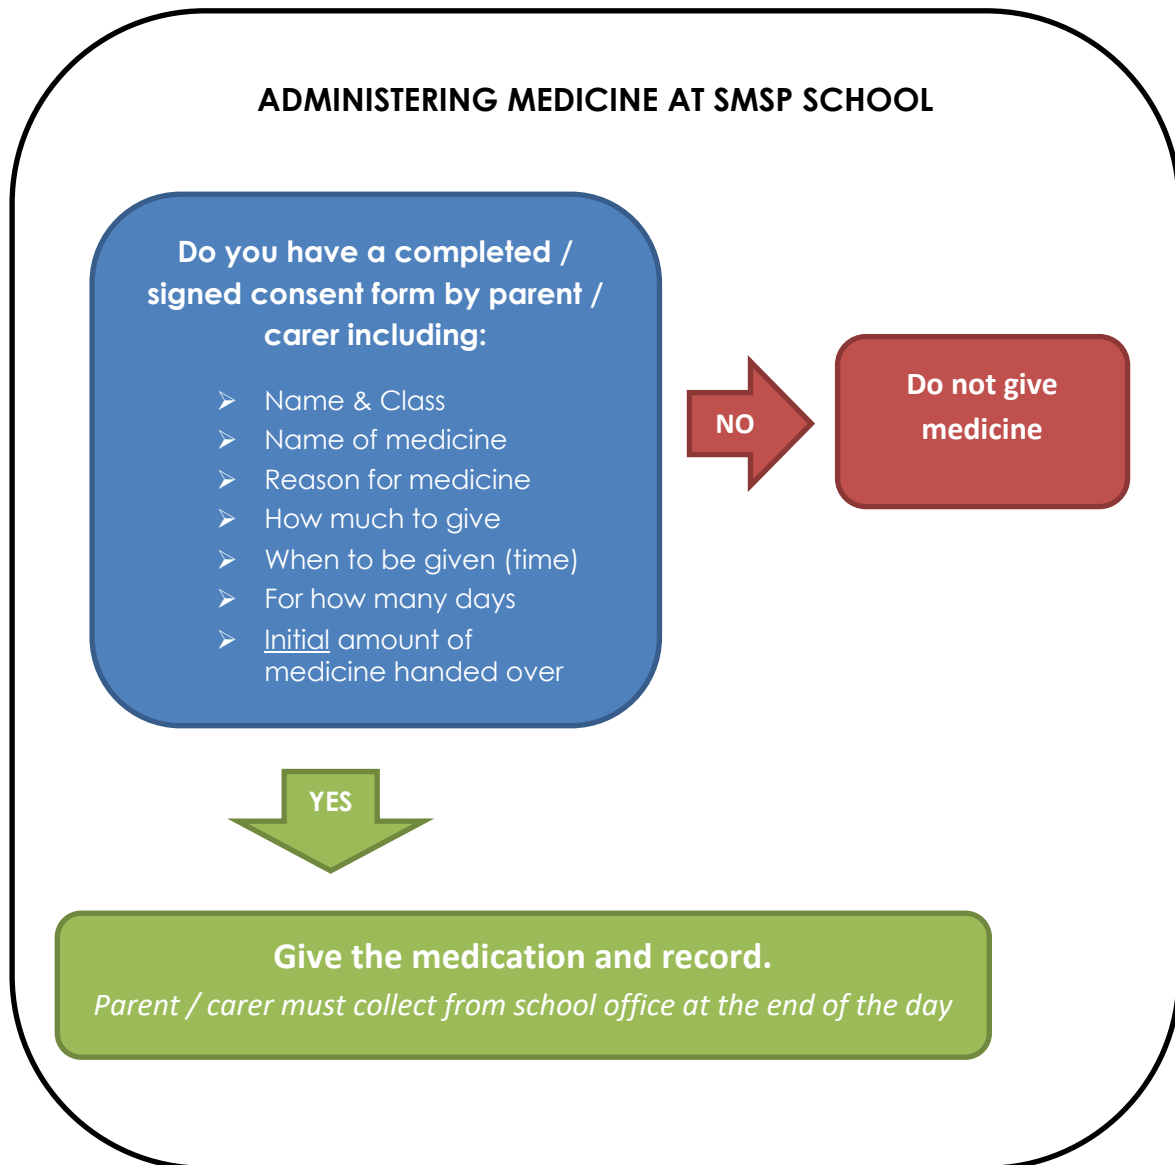 ADMINISTERING MEDICINE AT SMSP SCHOOL
Do you have a completed /
signed consent form by parent /
carer including:
➢ Name & Class
➢ Name of medicine
➢ Reason for medicine
➢ How much to give
➢ When to be given (time)
➢ For how many days
➢ Initial amount of
medicine handed over
NO
Do not give
medicine
YES
Give the medication and record.
Parent / carer must collect from school office at the end of the day